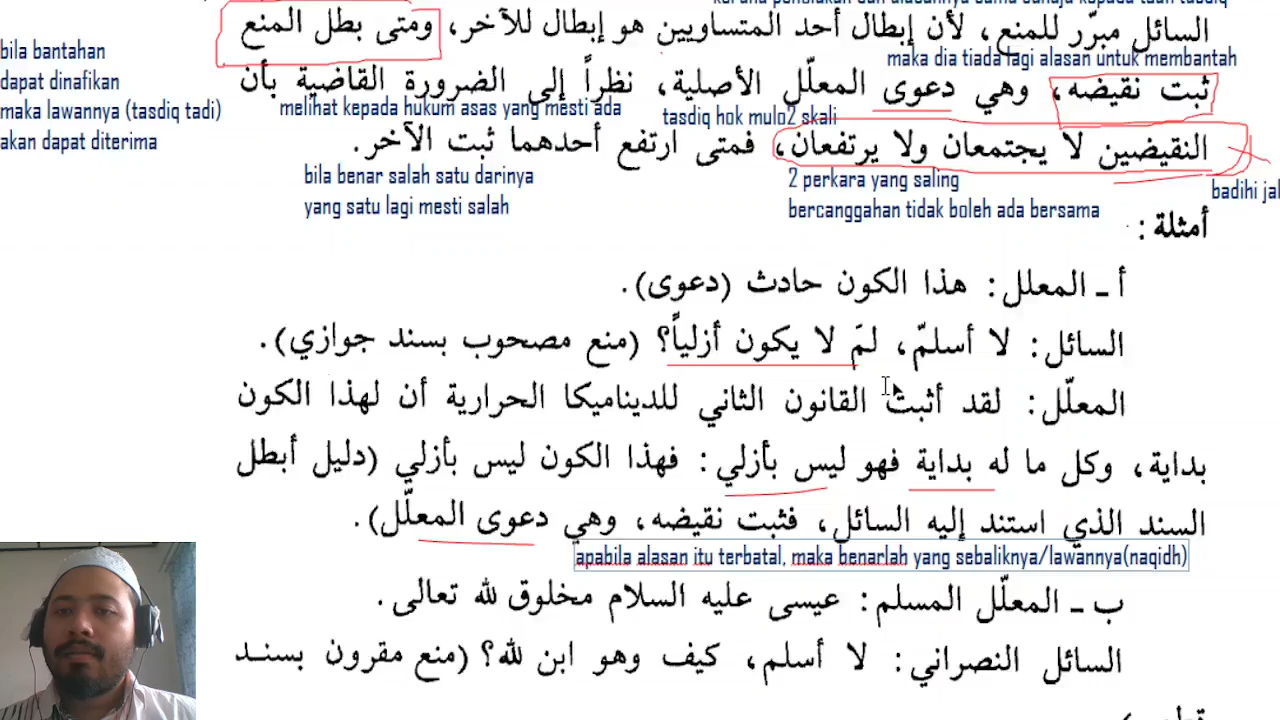 السائل مبرّر للمنع، لأن إبطال أحد المتساويين هو إبطال للآخر، ومتى بطل المنع
bila bantahan
dapat dinafikan
maka lawannya (tasdiq tadi)
akan dapat diterima
maka dia tiada lagi alasan untuk membantah
ثبت نقيضه، وهي دعوى المعلّل الأصلية، نظراً إلى الضرورة القاضية بأن
melihat kepada hukum asas yang mesti ada
tasdiq hok mulo2 skali
النقيضين لا يجتمعان ولا يرتفعان، فمتى ارتفع أحدهما ثبت الآخر.
bila benar salah satu darinya
yang satu lagi mesti salah
2 perkara yang saling
bercanggahan tidak boleh ada bersama
badihi jal
أمثلة :
أ ـ المعلل : هذا الكون حادث (دعوى).
السائل : لا أسلمّ، لمَ لا يكون أزلياً؟ (منع مصحوب بسند جوازي).
المعلّل : لقد أثبت القانون الثاني للديناميكا الحرارية أن لهذا الكون
بداية، وكل ما له بداية فهو ليس بأزلي : فهذا الكون ليس بأزلي (دليل أبطل
السند الذي استند إليه السائل، فثبت نقيضه، وهي دعوى المعلّل).
apabila alasan itu terbatal, maka benarlah yang sebaliknya/lawannya(naqidh)
ب ـ المعلّل المسلم : عيسى عليه السلام مخلوق لله تعالى.
السائل النصراني : لا أسلم، كيف وهو ابن لله؟ (منع مقرون بسند